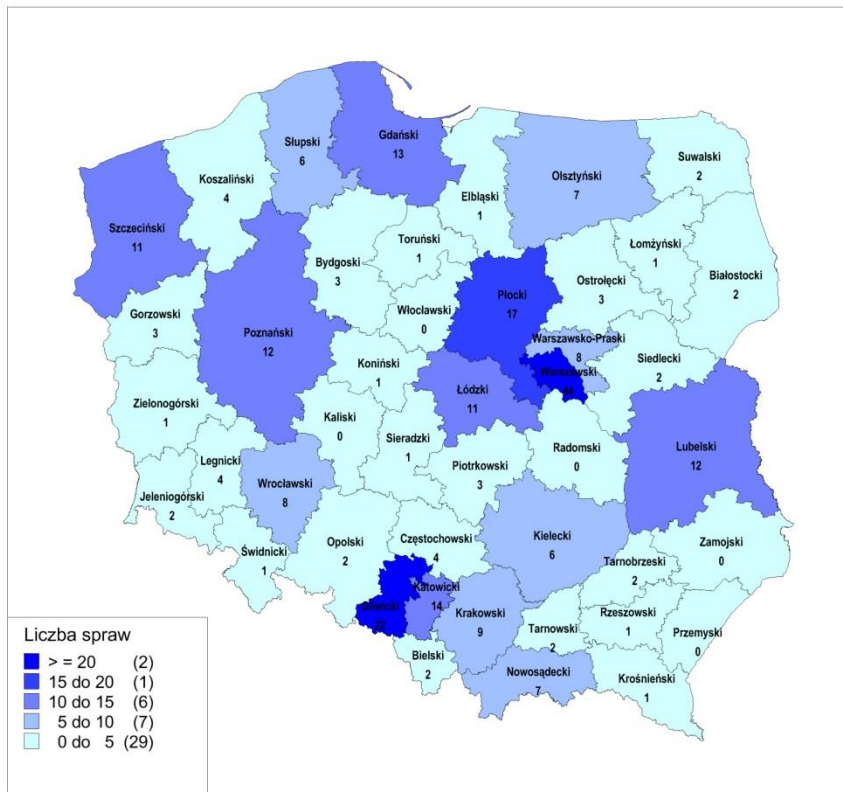 Gdański
13
Słupski
6
Suwalski
2
Koszaliński
4
Olsztyński
7
Elbląski
1
Szczeciński
11
Toruński
1
Łomżyński
1
Bydgoski
3
Ostrołęcki
3
Białostocki
2
Płocki
17
Gorzowski
3
Włocławski
0
Poznański
12
Warszawsko-Praski
8
Koniński
1
Warszawski
Siedlecki
2
Łódzki
11
Zielonogórski
1
Kaliski
0
Sieradzki
1
Radomski
0
Lubelski
12
Legnicki
4
Piotrkowski
3
Wrocławski
8
Jeleniogórski
2
Kielecki
6
Opolski
2
Częstochowski
4
Zamojski
0
Świdnicki
1
Tarnobrzeski
2
Katowicki
14
Gliwicki
22
Krakowski
9
Rzeszowski
1
Tarnowski
2
Przemyski
0
Bielski
2
Nowosądecki
7
Krośnieński
1
Liczba spraw
> = 20 (2)
15 do 20 (1)
10 do 15 (6)
5 do 10 (7)
0 do 5 (29)